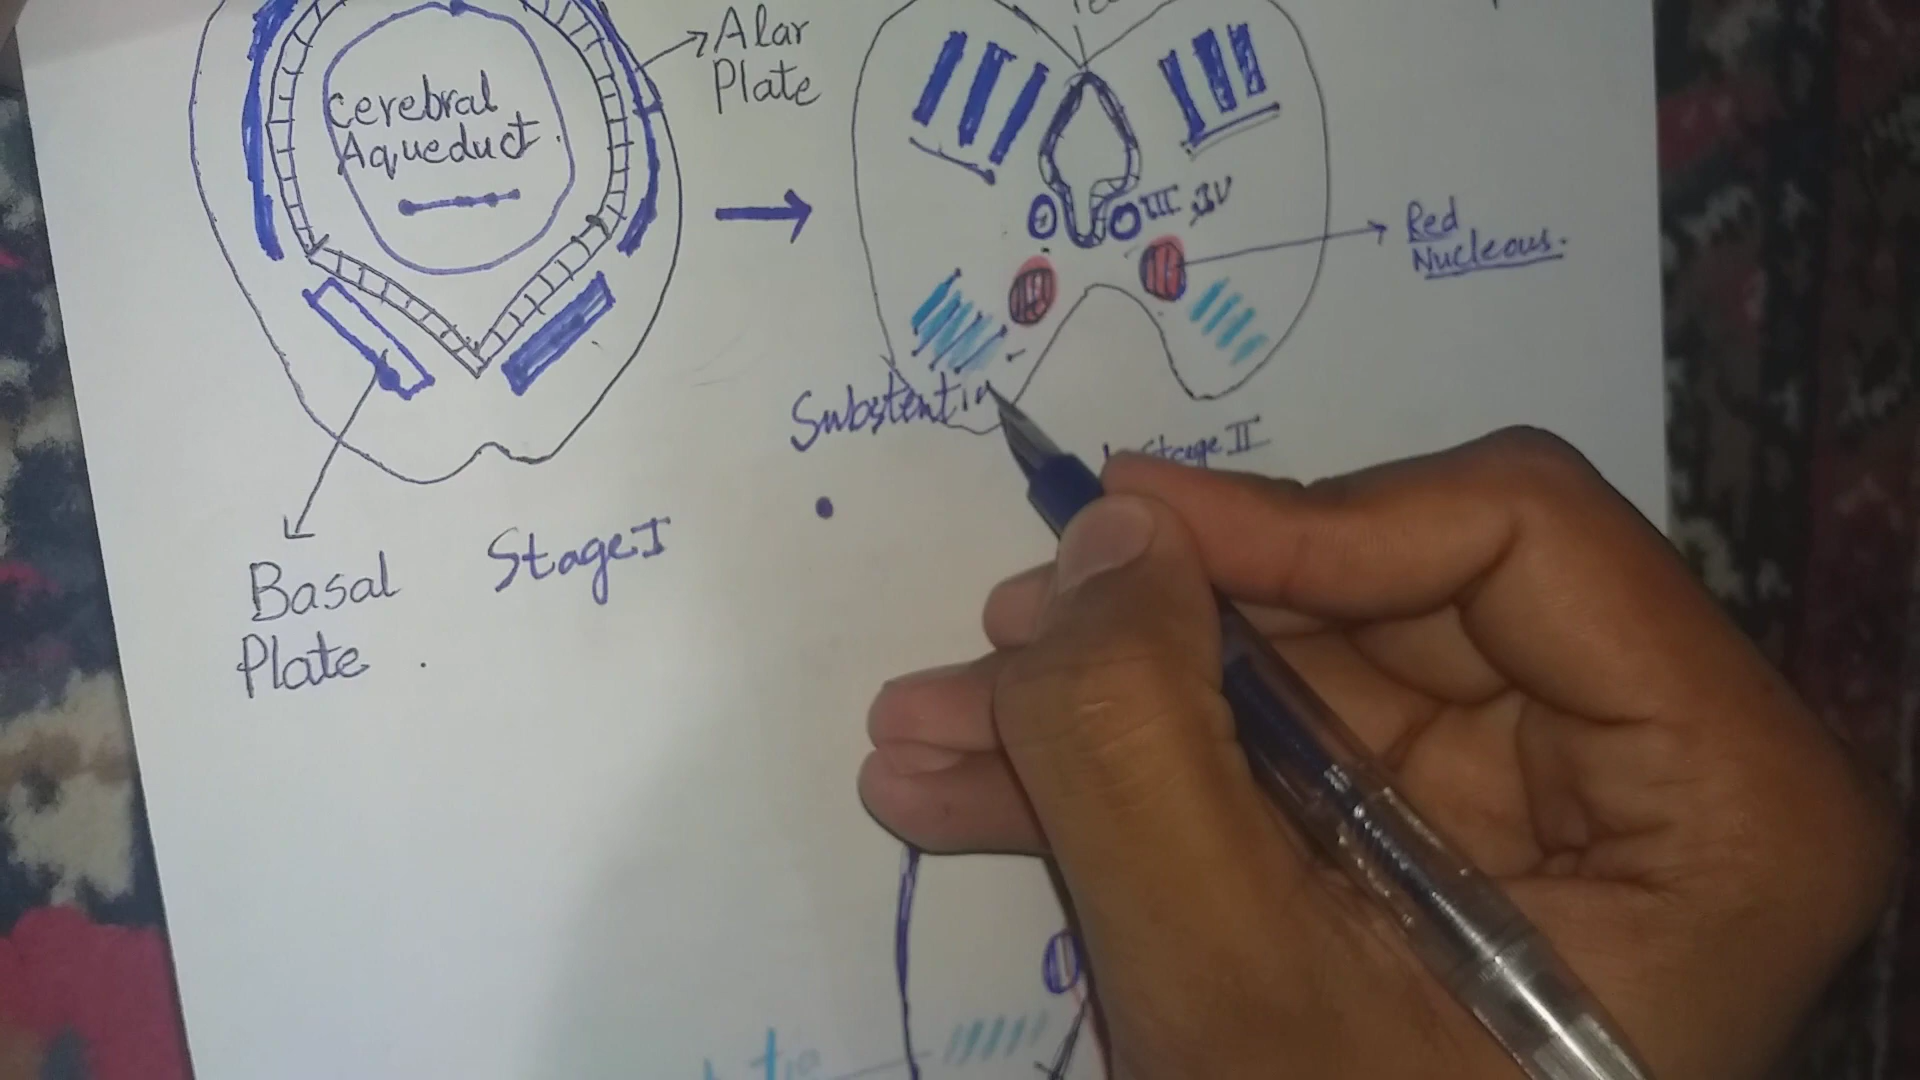 Alar
Plate
Cerebral
Aqueduct
III, IV
Red
Nucleous.
Substentia
Stage II
Stage I
Basal
Plate